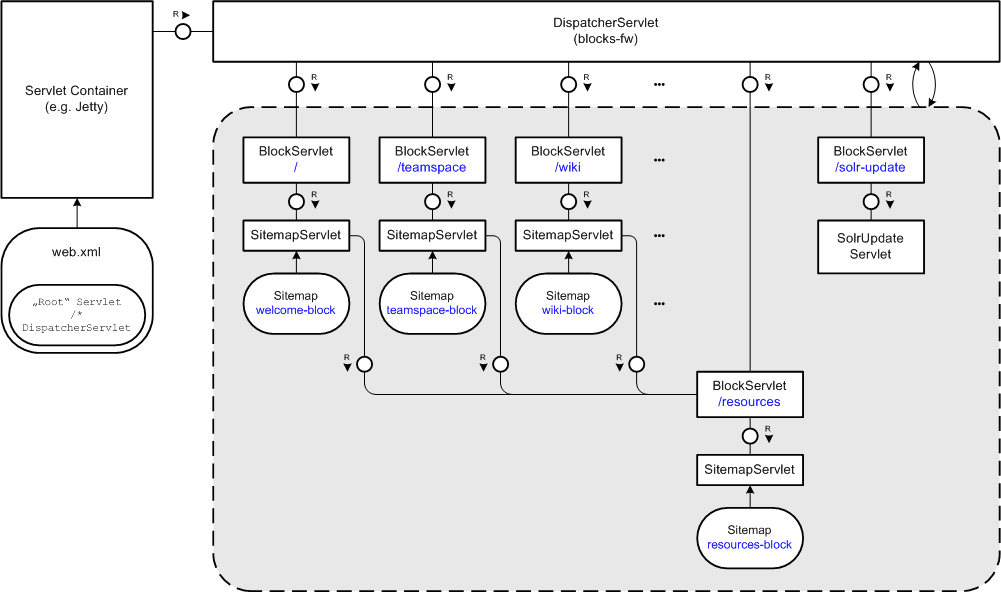 R
DispatcherServlet
(blocks-fw)
Servlet Container
(e.g. Jetty)
R
R
R
...
R
R
BlockServlet
/
BlockServlet
/teamspace
BlockServlet
/wiki
...
BlockServlet
/solr-update
R
R
R
R
SitemapServlet
SitemapServlet
SitemapServlet
...
SolrUpdate
Servlet
web.xml
„Root“ Servlet
/*
DispatcherServlet
Sitemap
welcome-block
Sitemap
teamspace-block
Sitemap
wiki-block
...
R
R
R
BlockServlet
/resources
R
SitemapServlet
Sitemap
resources-block